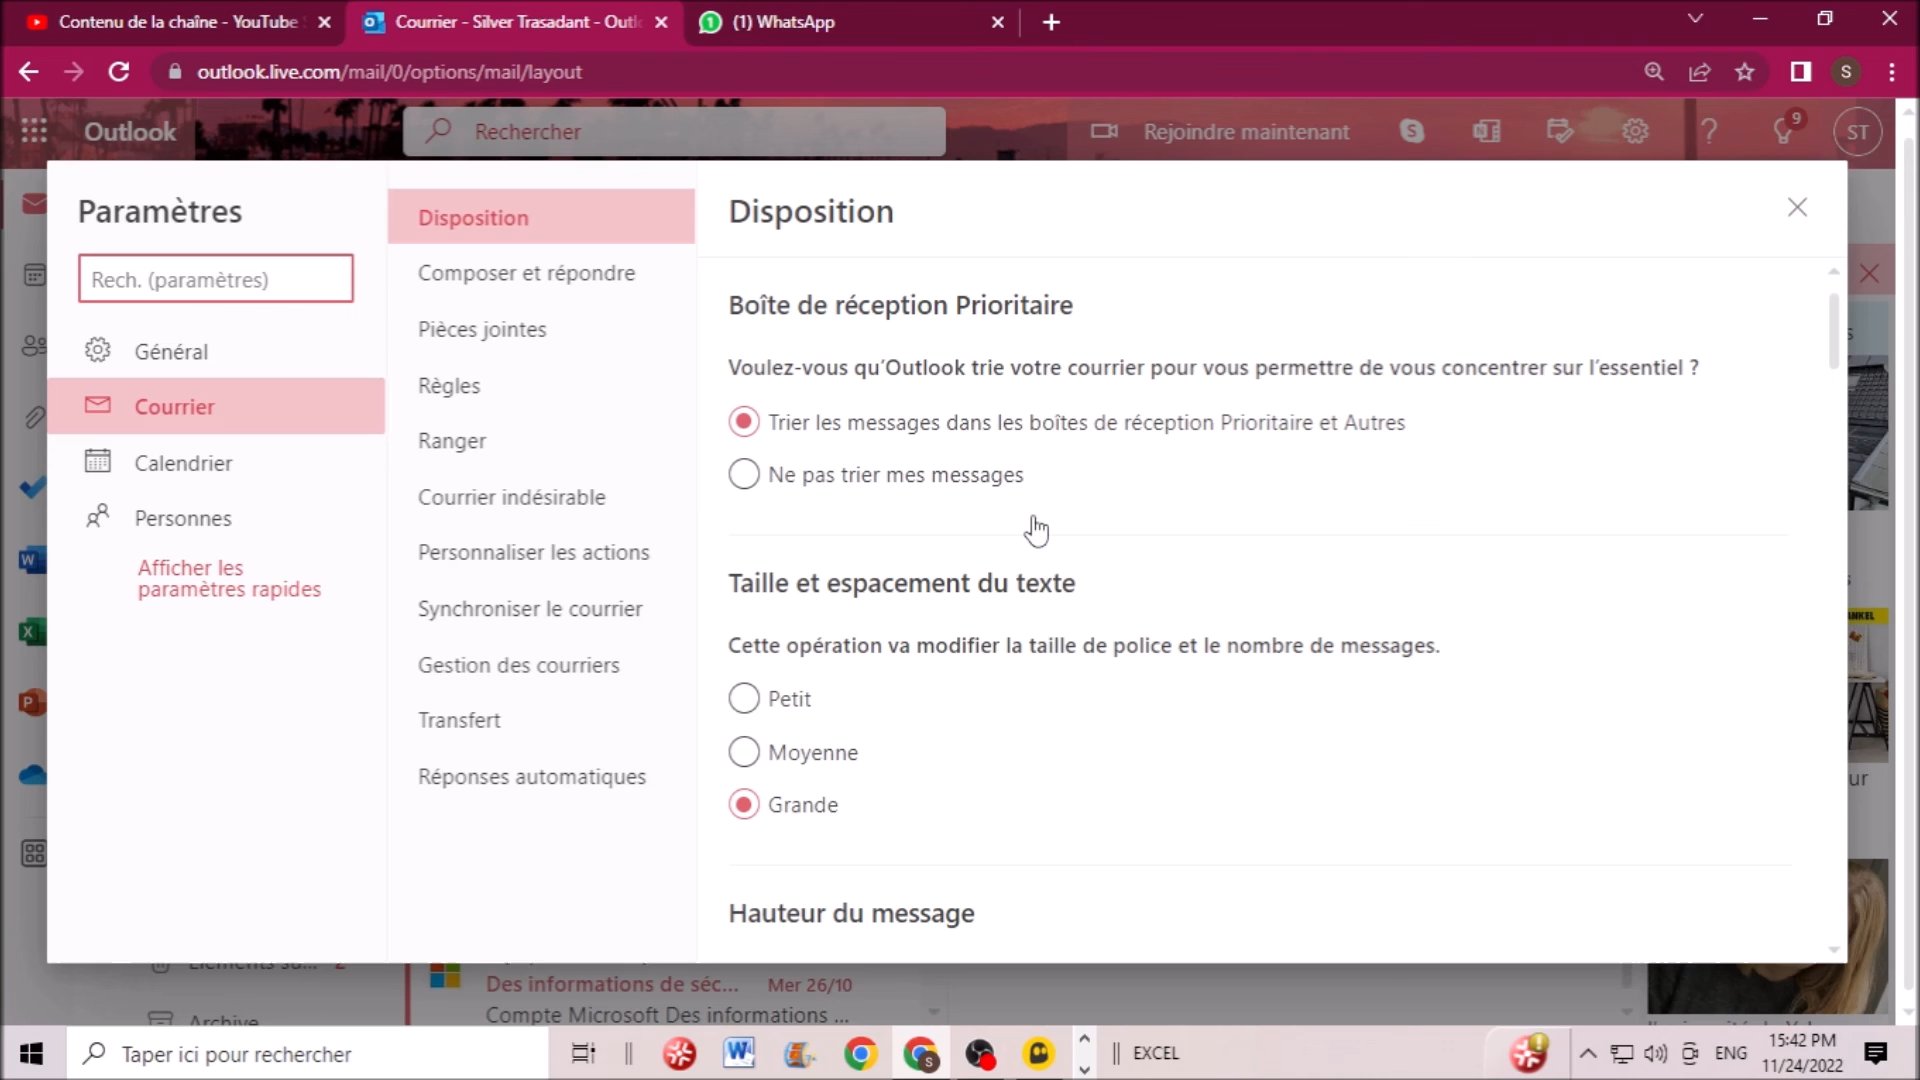 Contenu de la chaîne - YouTube
Courrier - Silver Trasadant - Outl
(1) WhatsApp
outlook.live.com/mail/0/options/mail/layout
S
Outlook
Rechercher
Rejoindre maintenant
9
ST
Paramètres
Rech. (paramètres)
Général
Courrier
Calendrier
Personnes
Afficher les
paramètres rapides
Disposition
Composer et répondre
Pièces jointes
Règles
Ranger
Courrier indésirable
Personnaliser les actions
Synchroniser le courrier
Gestion des courriers
Transfert
Réponses automatiques
Disposition
Boîte de réception Prioritaire
Voulez-vous qu’Outlook trie votre courrier pour vous permettre de vous concentrer sur l’essentiel ?
Trier les messages dans les boîtes de réception Prioritaire et Autres
Ne pas trier mes messages
Taille et espacement du texte
Cette opération va modifier la taille de police et le nombre de messages.
Petit
Moyenne
Grande
Hauteur du message
ANKEL
ur
2
Des informations de séc... Mer 26/10
Archive
Compte Microsoft Des informations ...
Taper ici pour rechercher
EXCEL
ENG
15:42 PM
11/24/2022